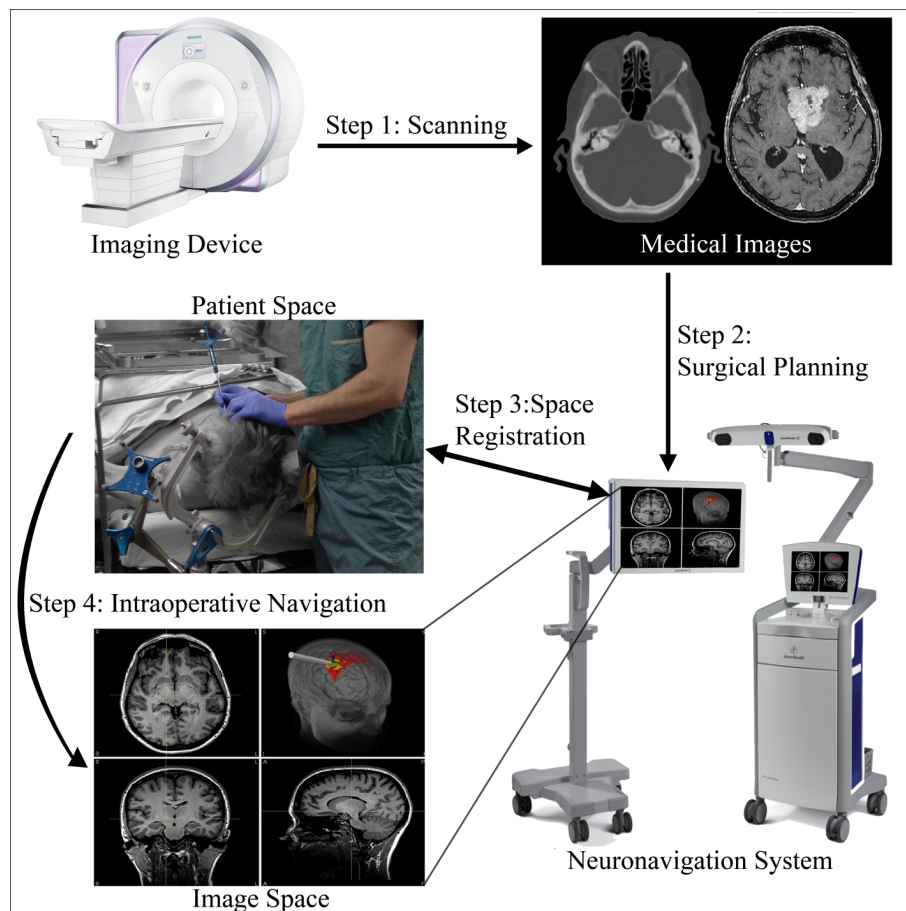 Step 1: Scanning
Imaging Device
Medical Images
Patient Space
Step 2:
Surgical Planning
Step 3:Space
Registration
Step 4: Intraoperative Navigation
R
L
S
R
L
A
P
R
A
Image Space
Neuronavigation System